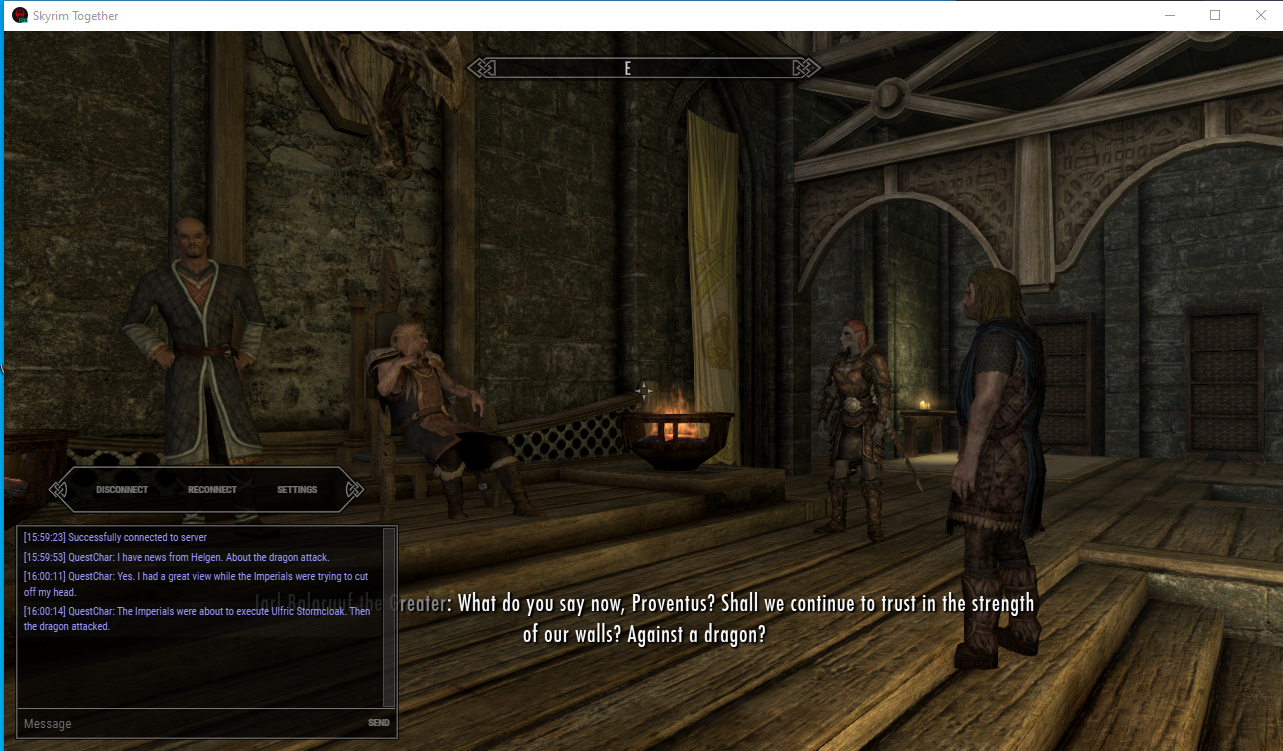 Skyrim Together
E
DISCONNECT RECONNECT SETTINGS
[15:59:23] Successfully connected to server
[15:59:53] QuestChar: I have news from Helgen. About the dragon attack.
[16:00:11] QuestChar: Yes. I had a great view while the Imperials were trying to cut
off my head.
[16:00:14] QuestChar: The Imperials were about to execute Ulfric Stormcloak. Then
the dragon attacked.
Jarl Balgruuf the Greater: What do you say now, Proventus? Shall we continue to trust in the strength
of our walls? Against a dragon?
Message SEND